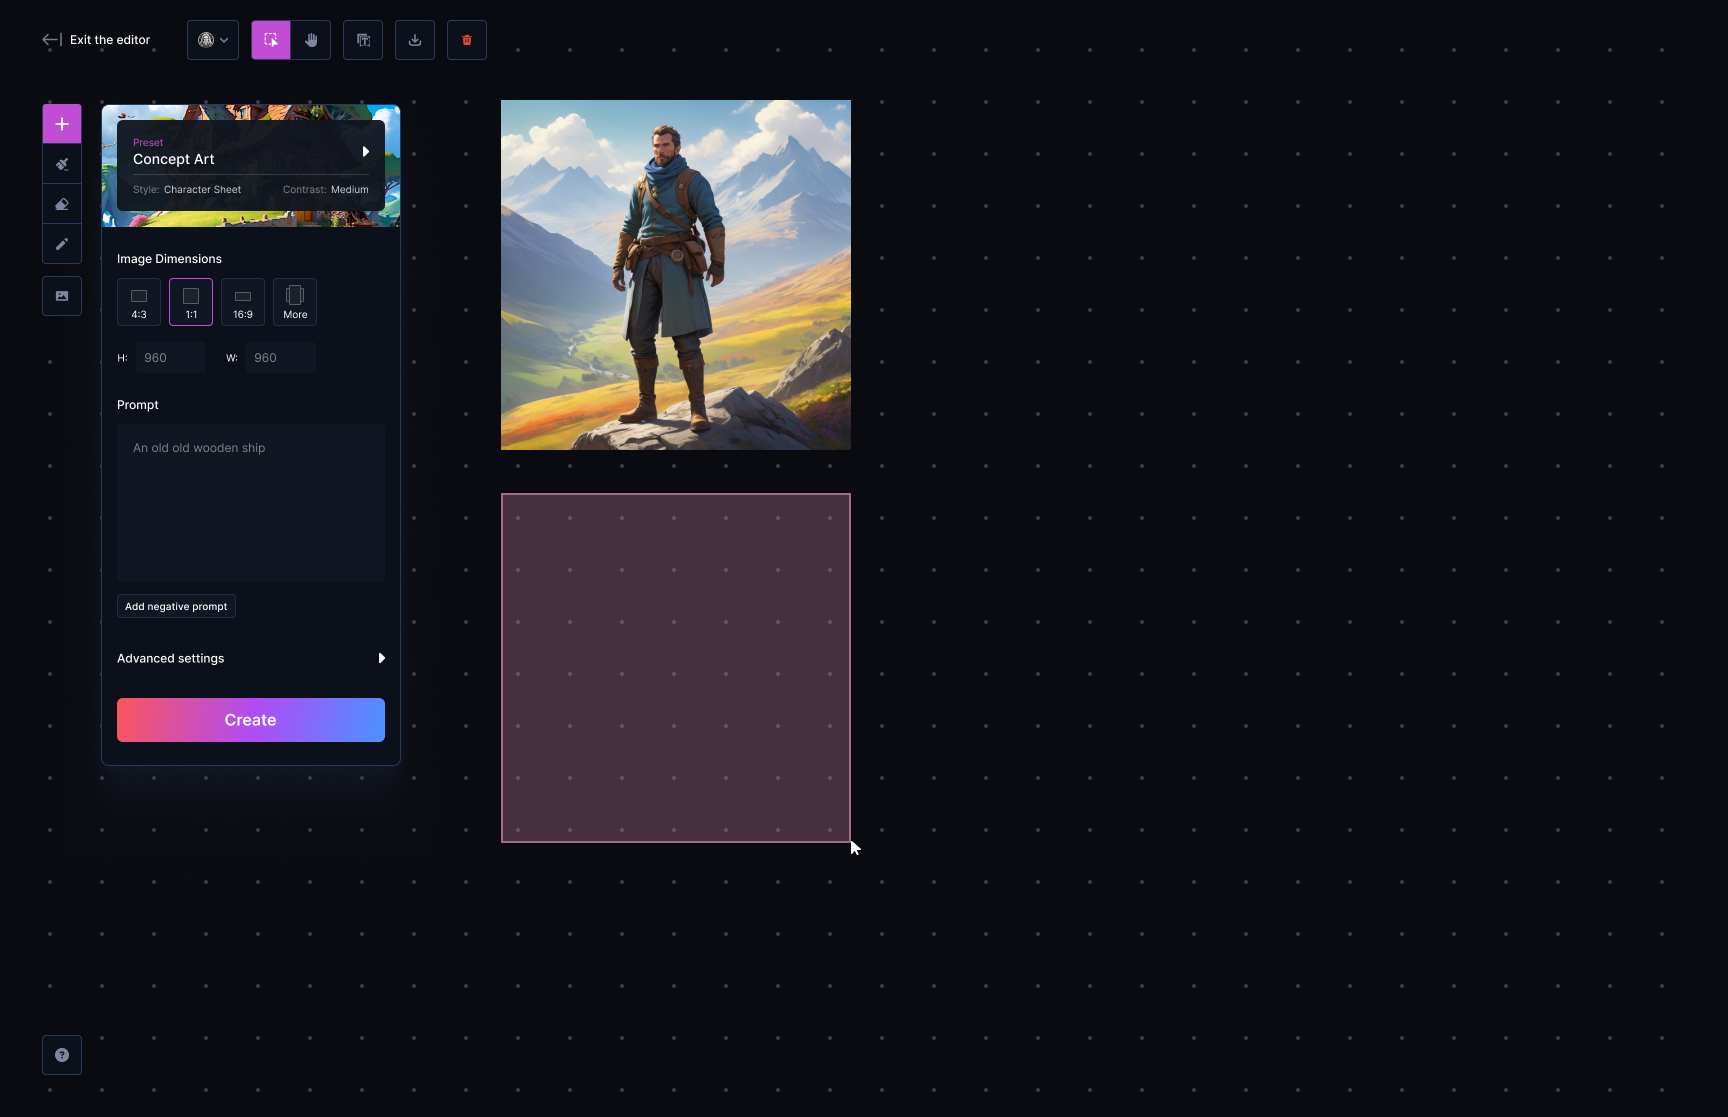 Exit the editor
Preset
Concept Art
Style: Character Sheet Contrast: Medium
Image Dimensions
4:3 1:1 16:9 More
H: 960 W: 960
Prompt
An old old wooden ship
Add negative prompt
Advanced settings
Create